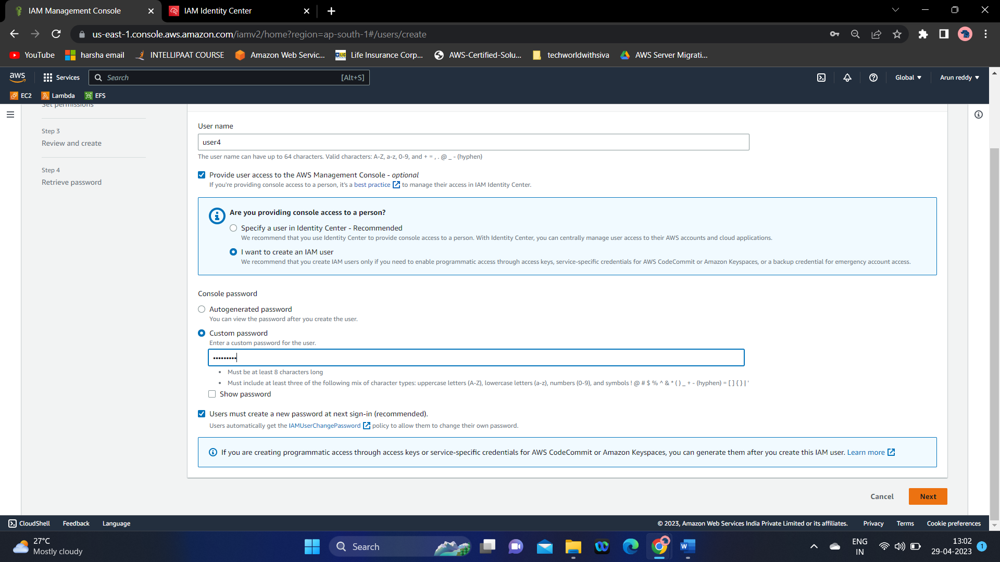 IAM Management Console
IAM Identity Center
us-east-1.console.aws.amazon.com/iamv2/home?region=ap-south-1#/users/create
YouTube
harsha email
INTELLIPAAT COURSE
Amazon Web Servic...
Life Insurance Corp...
AWS-Certified-Solu...
techworldwithsiva
AWS Server Migrati...
aws
Services
Search
[Alt+S]
Global
Arun reddy
EC2
Lambda
EFS
Set permissions
Step 3
Review and create
Step 4
Retrieve password
User name
user4
The user name can have up to 64 characters. Valid characters: A-Z, a-z, 0-9, and + = , . @ _ - (hyphen)
Provide user access to the AWS Management Console - optional
If you're providing console access to a person, it's a best practice to manage their access in IAM Identity Center.
Are you providing console access to a person?
Specify a user in Identity Center - Recommended
We recommend that you use Identity Center to provide console access to a person. With Identity Center, you can centrally manage user access to their AWS accounts and cloud applications.
I want to create an IAM user
We recommend that you create IAM users only if you need to enable programmatic access through access keys, service-specific credentials for AWS CodeCommit or Amazon Keyspaces, or a backup credential for emergency account access.
Console password
Autogenerated password
You can view the password after you create the user.
Custom password
Enter a custom password for the user.
•••••••••
• Must be at least 8 characters long
• Must include at least three of the following mix of character types: uppercase letters (A-Z), lowercase letters (a-z), numbers (0-9), and symbols ! @ # $ % ^ & * ( ) _ + - (hyphen) = [ ] { } | '
Show password
Users must create a new password at next sign-in (recommended).
Users automatically get the IAMUserChangePassword policy to allow them to change their own password.
If you are creating programmatic access through access keys or service-specific credentials for AWS CodeCommit or Amazon Keyspaces, you can generate them after you create this IAM user. Learn more
Cancel
Next
CloudShell
Feedback
Language
© 2023, Amazon Web Services India Private Limited or its affiliates.
Privacy
Terms
Cookie preferences
27°C
Mostly cloudy
Search
ENG
IN
13:02
29-04-2023
1